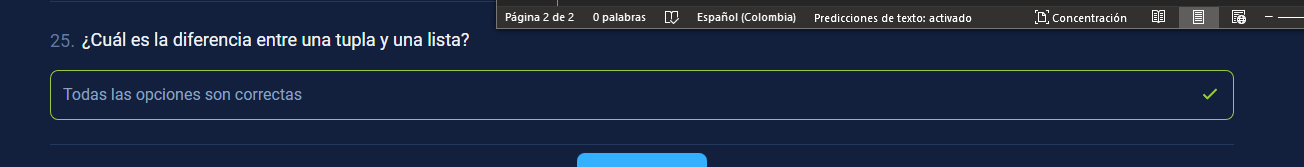 Página 2 de 2 0 palabras Español (Colombia) Predicciones de texto: activado Concentración
25. ¿Cuál es la diferencia entre una tupla y una lista?
Todas las opciones son correctas